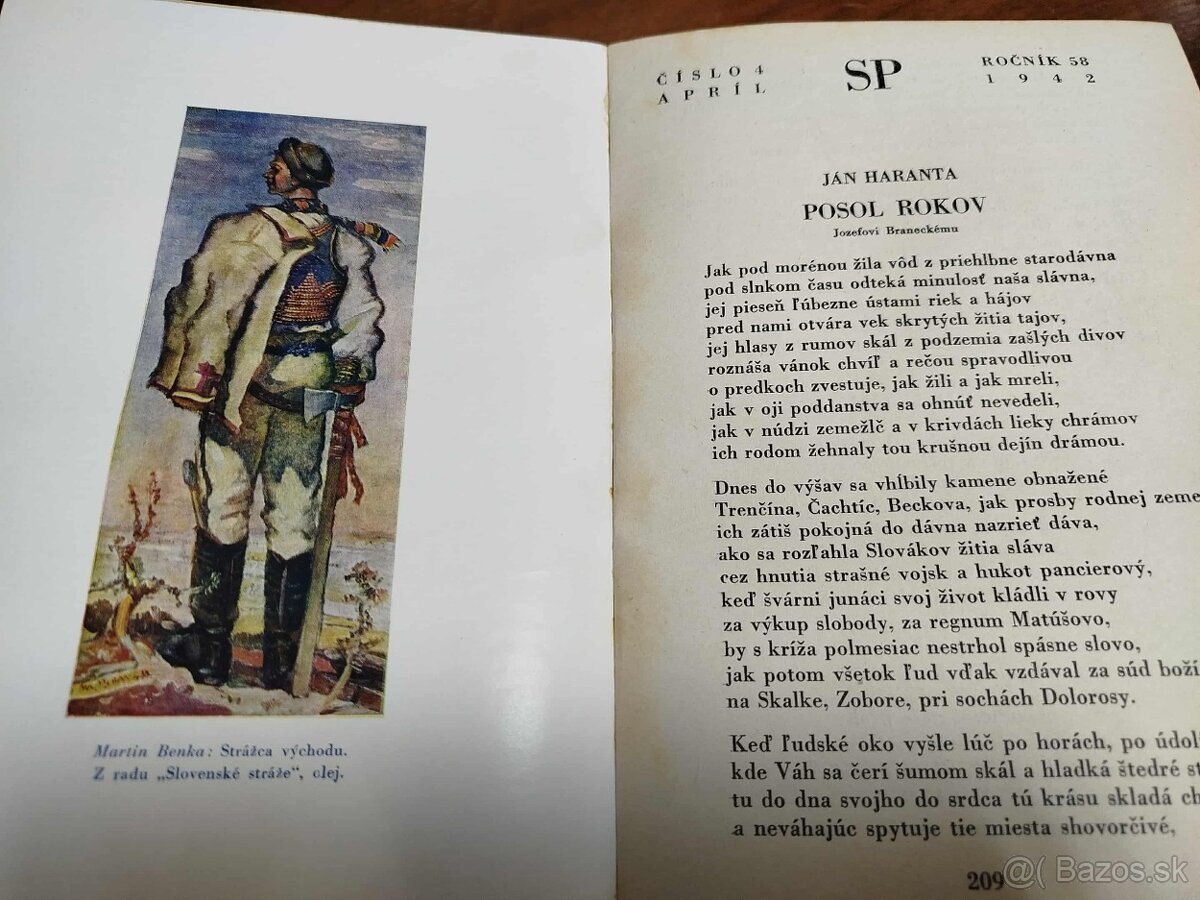 M. Benka
Martin Benka: Strážca východu.
Z radu „Slovenské stráže", olej.
ČÍSLO 4
APRÍL
SP
ROČNÍK 58
1942
JÁN HARANTA
POSOL ROKOV
Jozefovi Braneckému
Jak pod morénou žila vôd z priehlbne starodávna
pod slnkom času odteká minulosť naša slávna,
jej pieseň ľúbezne ústami riek a hájov
pred nami otvára vek skrytých žitia tajov,
jej hlasy z rumov skál z podzemia zašlých divov
roznáša vánok chvíľ a rečou spravodlivou
o predkoch zvestuje, jak žili a jak mreli,
jak v oji poddanstva sa ohnúť nevedeli,
jak v núdzi zemežlč a v krivdách lieky chrámov
ich rodom žehnaly tou krušnou dejín drámou.
Dnes do výšav sa vhĺbily kamene obnažené
Trenčína, Čachtíc, Beckova, jak prosby rodnej zeme
ich zátiš pokojná do dávna nazrieť dáva,
ako sa rozľahla Slovákov žitia sláva
cez hnutia strašné vojsk a hukot pancierový,
keď švárni junáci svoj život kládli v rovy
za výkup slobody, za regnum Matúšovo,
by s kríža polmesiac nestrhol spásne slovo,
jak potom všetok ľud vďak vzdával za súd boží
na Skalke, Zobore, pri sochách Dolorosy.
Keď ľudské oko vyšle lúč po horách, po údol
kde Váh sa čerí šumom skál a hladká štedré st
tu do dna svojho do srdca tú krásu skladá ch
a neváhajúc spytuje tie miesta shovorčivé,
209
@( Bazos.sk